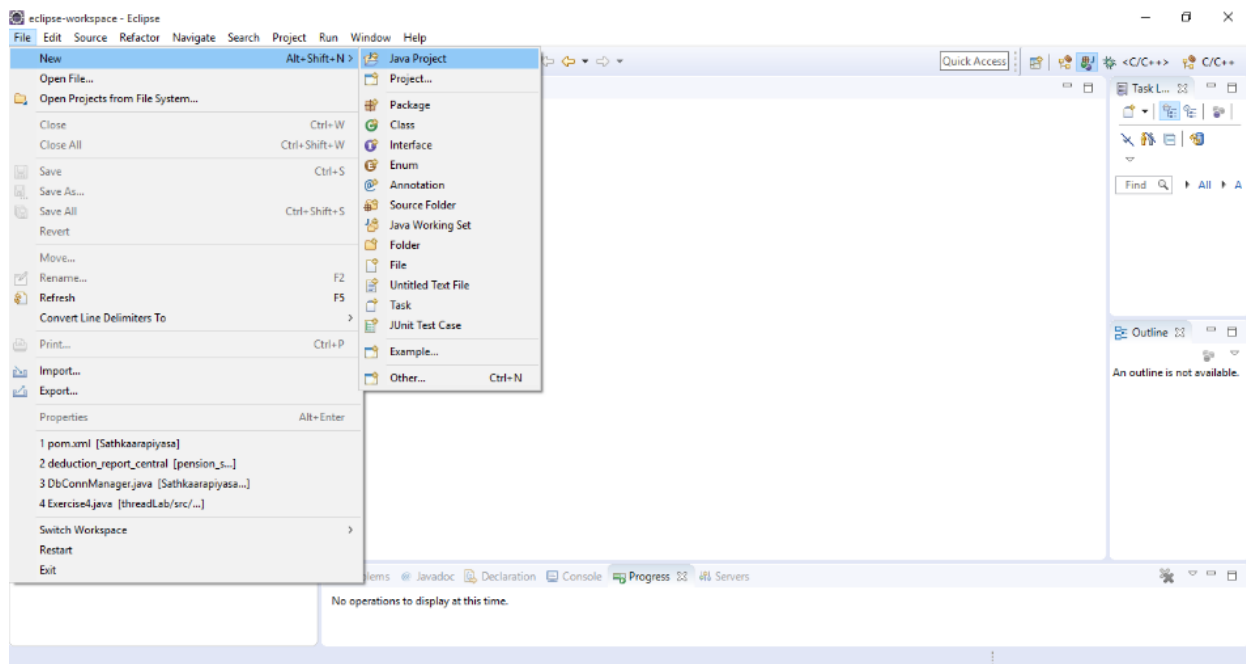 eclipse-workspace - Eclipse
File Edit Source Refactor Navigate Search Project Run Window Help
New Alt+Shift+N >
Open File...
Open Projects from File System...
Close Ctrl+W
Close All Ctrl+Shift+W
Save Ctrl+S
Save As...
Save All Ctrl+Shift+S
Revert
Move...
Rename... F2
Refresh F5
Convert Line Delimiters To >
Print... Ctrl+P
Import...
Export...
Properties Alt+Enter
1 pom.xml [Sathkaarapiyasa]
2 deduction_report_central [pension_s...]
3 DbConnManager.java [Sathkaarapiyasa...]
4 Exercise4.java [threadLab/src/...]
Switch Workspace >
Restart
Exit
Java Project
Project...
Package
Class
Interface
Enum
Annotation
Source Folder
Java Working Set
Folder
File
Untitled Text File
Task
JUnit Test Case
Example...
Other... Ctrl+N
Quick Access <C/C++> C/C++
Task L...
Find All A
Outline
An outline is not available.
lems Javadoc Declaration Console Progress Servers
No operations to display at this time.